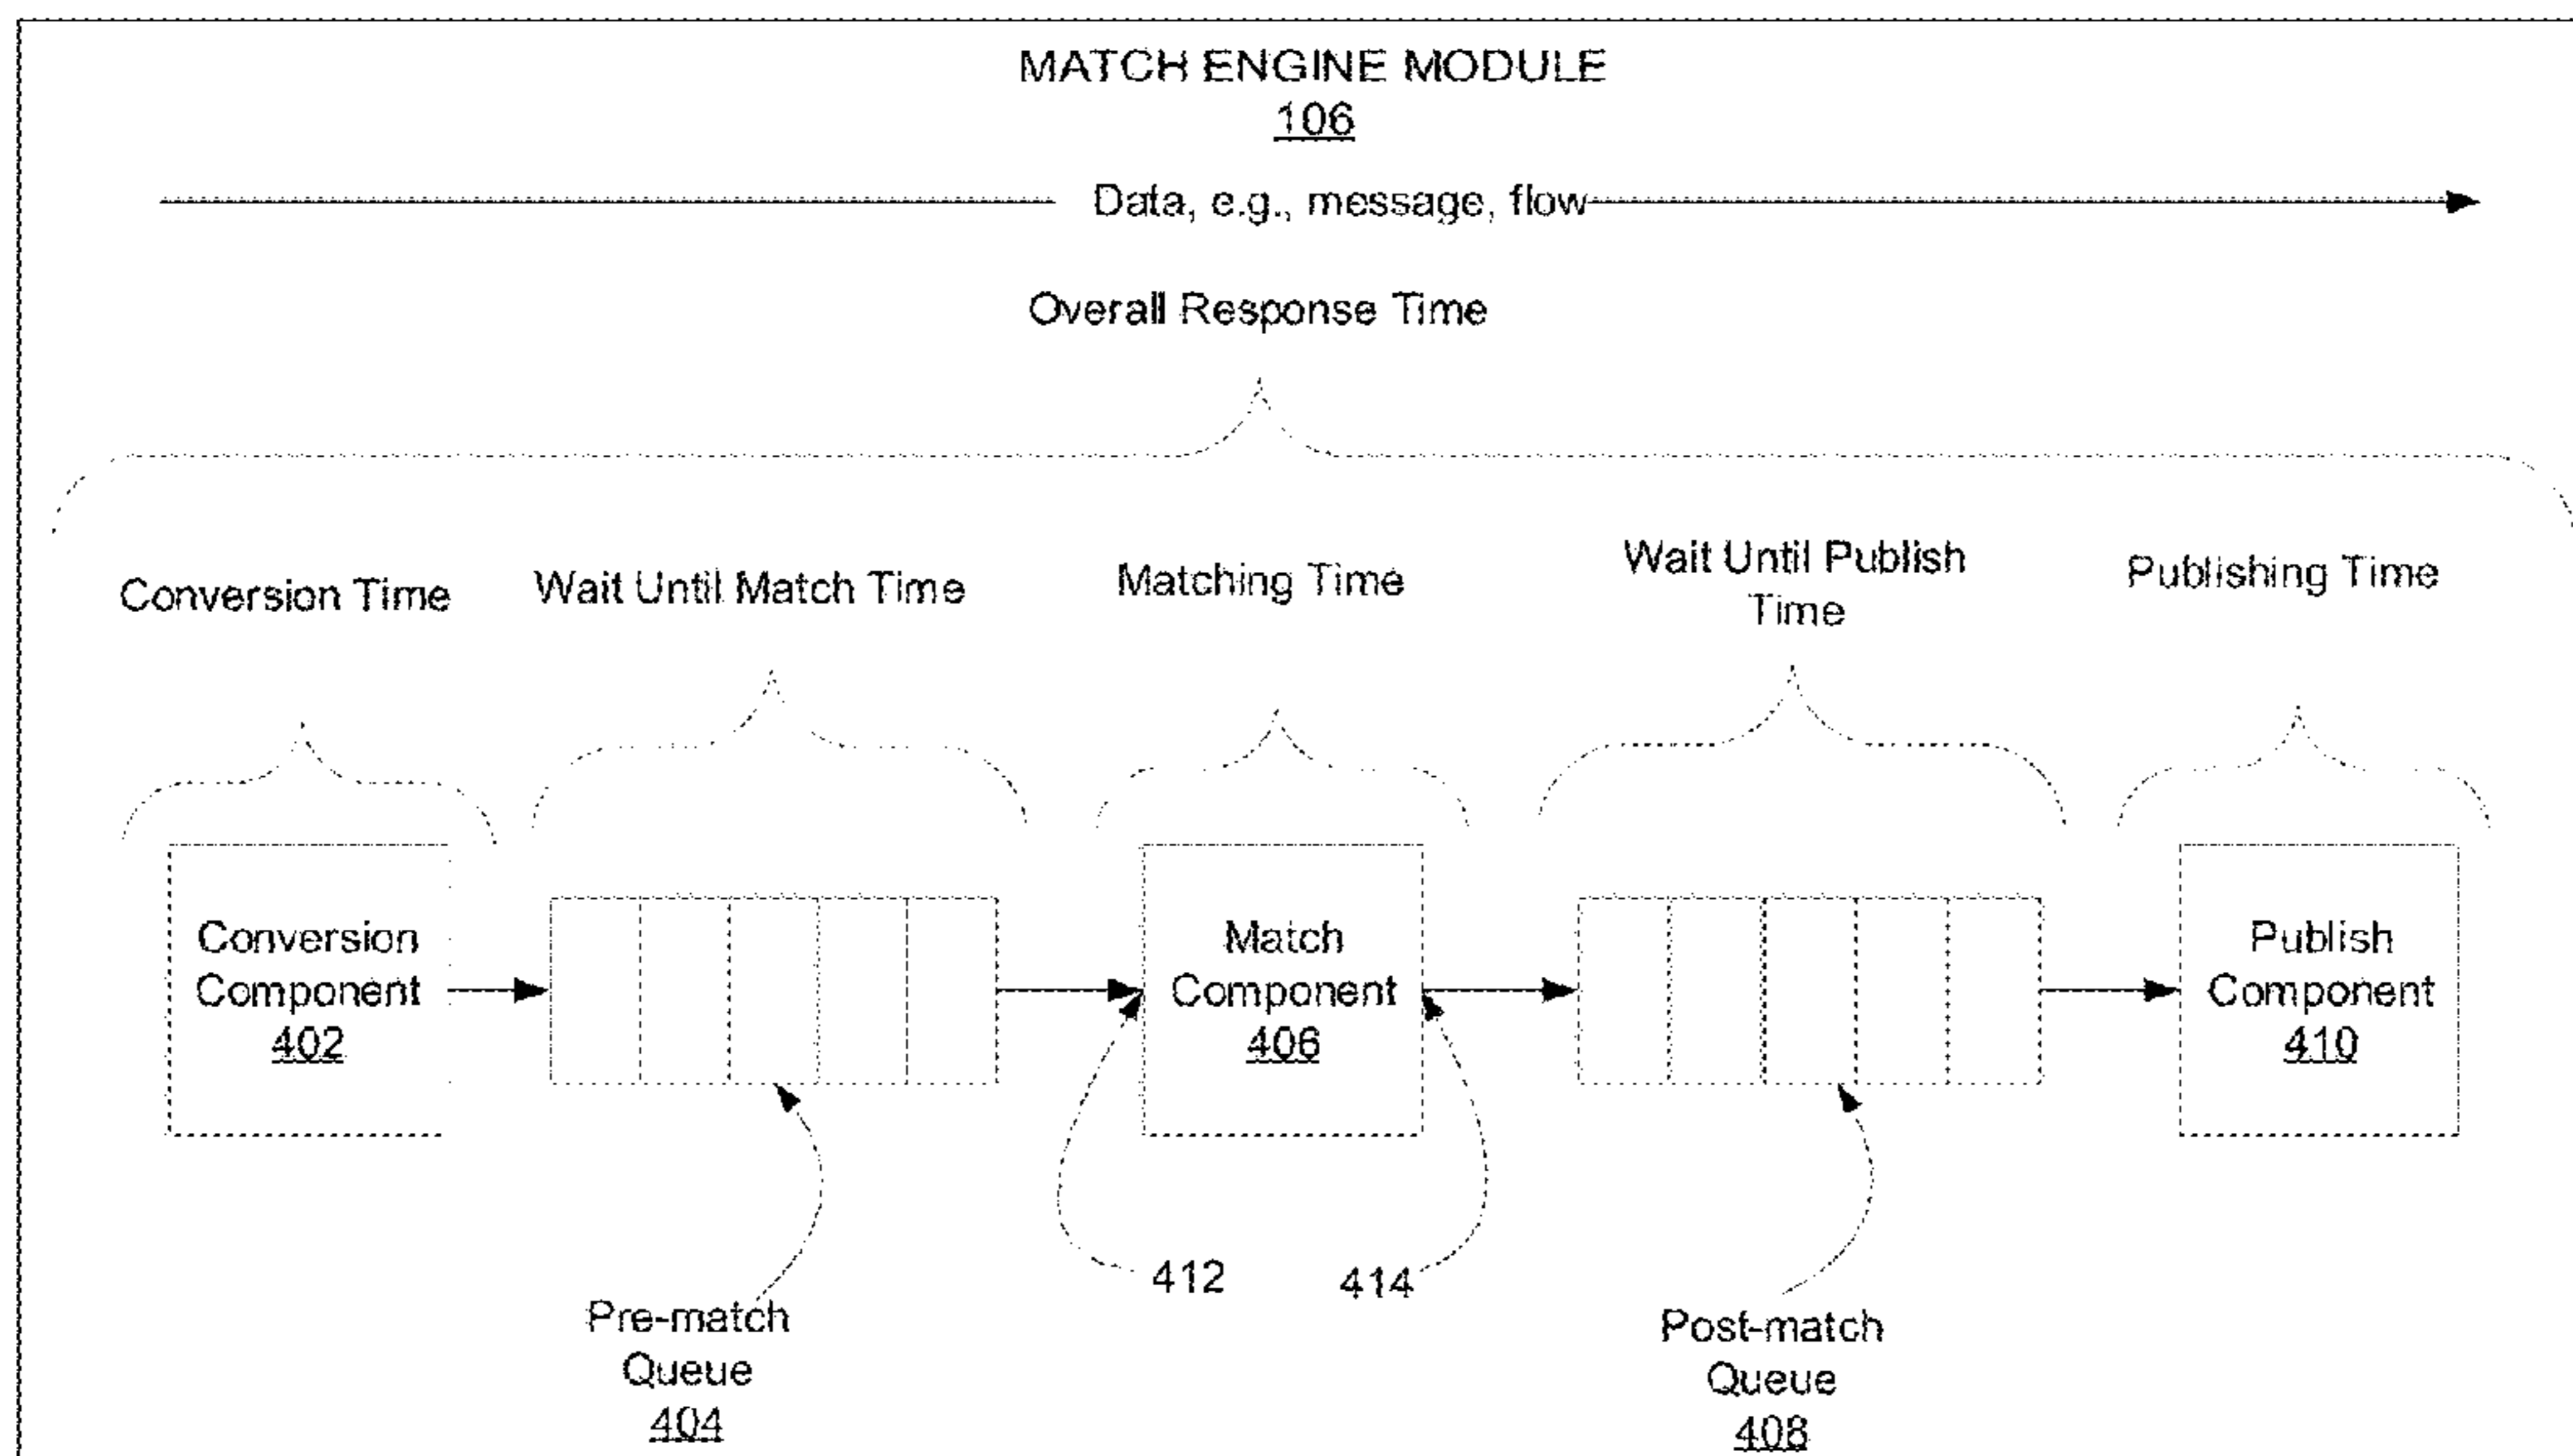 MATCH ENGINE MODULE
106
Data, e.g., message, flow
Overall Response Time
Conversion Time
Wait Until Match Time
Matching Time
Wait Until Publish
Time
Publishing Time
Conversion
Component
402
Match
Component
406
Publish
Component
410
412
414
Pre-match
Queue
404
Post-match
Queue
408